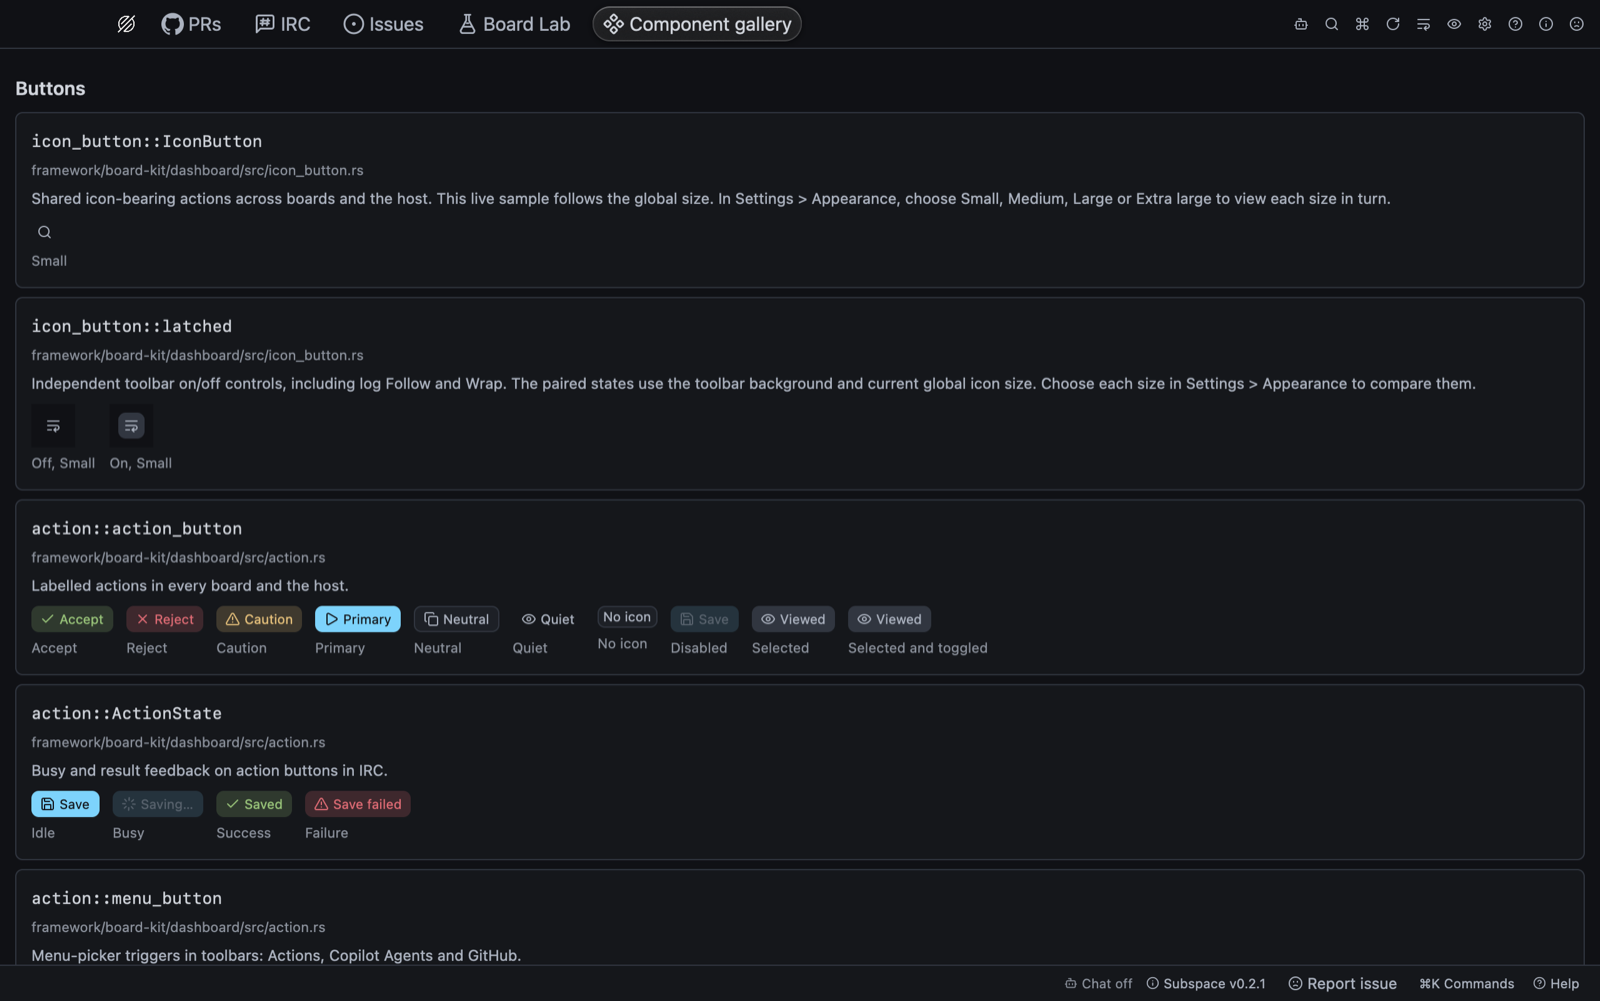 PRs
IRC
Issues
Board Lab
Component gallery
Buttons
icon_button::IconButton
framework/board-kit/dashboard/src/icon_button.rs
Shared icon-bearing actions across boards and the host. This live sample follows the global size. In Settings > Appearance, choose Small, Medium, Large or Extra large to view each size in turn.
Small
icon_button::latched
framework/board-kit/dashboard/src/icon_button.rs
Independent toolbar on/off controls, including log Follow and Wrap. The paired states use the toolbar background and current global icon size. Choose each size in Settings > Appearance to compare them.
Off, Small On, Small
action::action_button
framework/board-kit/dashboard/src/action.rs
Labelled actions in every board and the host.
Accept Reject Caution Primary Neutral Quiet No icon Save Viewed Viewed
Accept Reject Caution Primary Neutral Quiet No icon Disabled Selected Selected and toggled
action::ActionState
framework/board-kit/dashboard/src/action.rs
Busy and result feedback on action buttons in IRC.
Save Saving... Saved Save failed
Idle Busy Success Failure
action::menu_button
framework/board-kit/dashboard/src/action.rs
Menu-picker triggers in toolbars: Actions, Copilot Agents and GitHub.
Chat off Subspace v0.2.1 Report issue ⌘K Commands Help